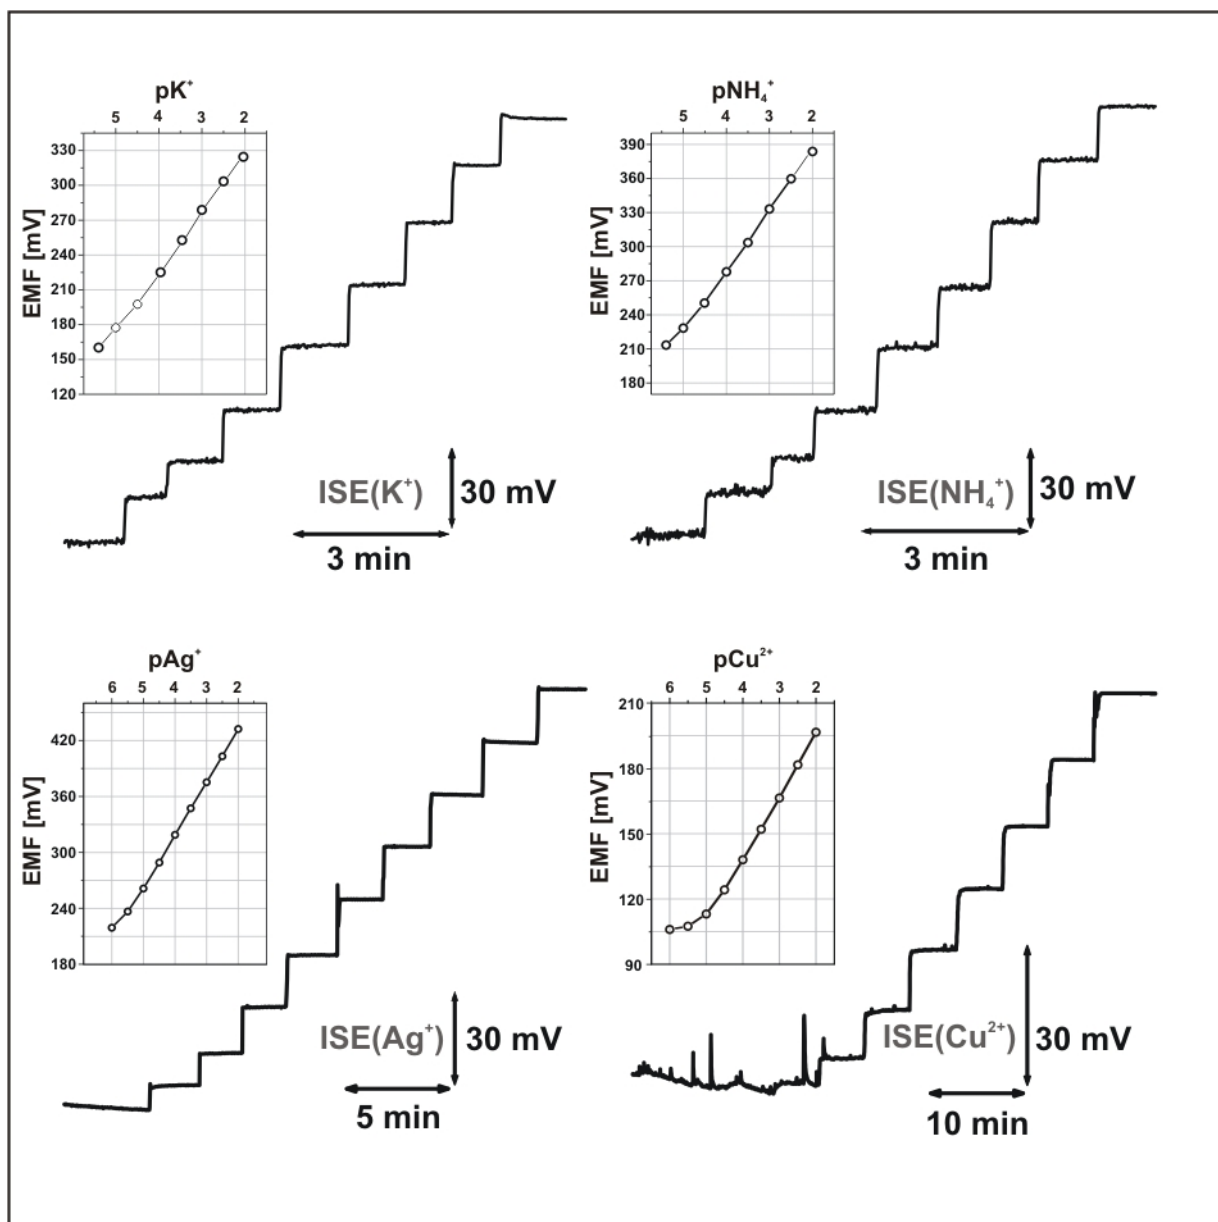 pK⁺
5 4 3 2
330
300
270
240
210
180
150
120
EMF [mV]
ISE(K⁺)
30 mV
3 min
pNH₄⁺
5 4 3 2
390
360
330
300
270
240
210
180
EMF [mV]
ISE(NH₄⁺)
30 mV
3 min
pAg⁺
6 5 4 3 2
420
360
300
240
180
EMF [mV]
ISE(Ag⁺)
30 mV
5 min
pCu²⁺
6 5 4 3 2
210
180
150
120
90
EMF [mV]
ISE(Cu²⁺)
30 mV
10 min